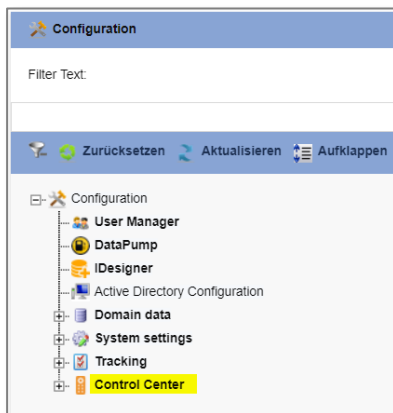 Configuration
Filter Text:
Zurücksetzen Aktualisieren Aufklappen
Configuration
User Manager
DataPump
IDesigner
Active Directory Configuration
Domain data
System settings
Tracking
Control Center